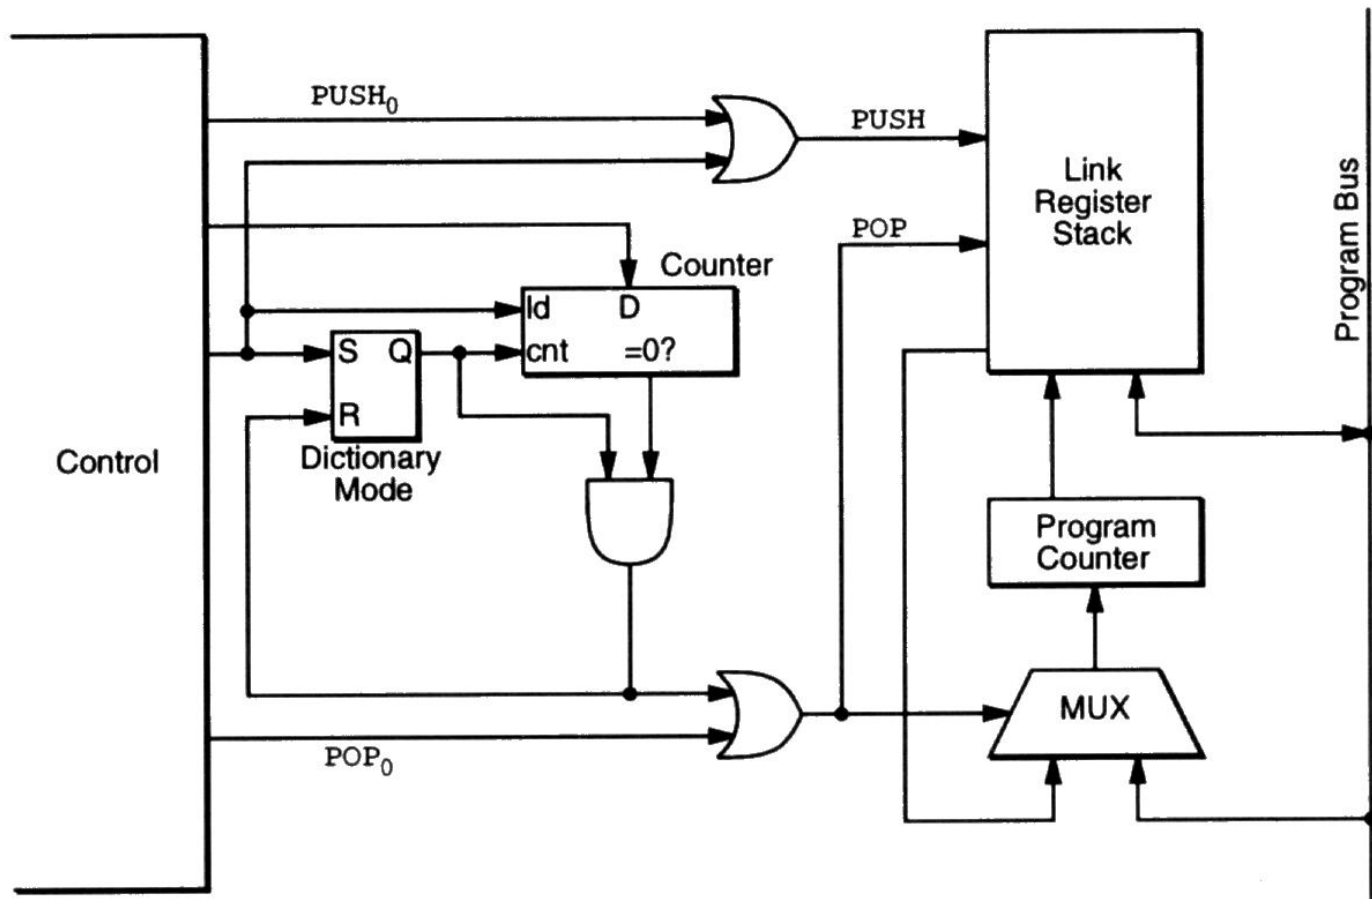 PUSH₀
PUSH
Link
Register
Stack
Program Bus
POP
Counter
ld D
cnt =0?
S Q
R
Dictionary
Mode
Control
Program
Counter
MUX
POP₀